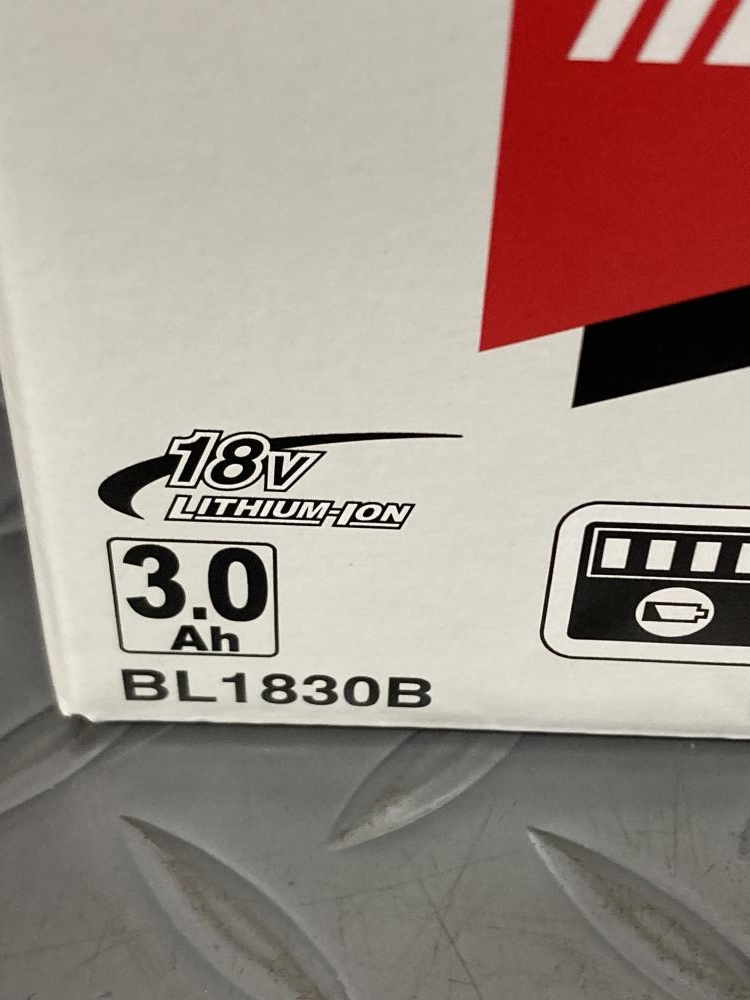 18V
LITHIUM-ION
3.0
Ah
BL1830B